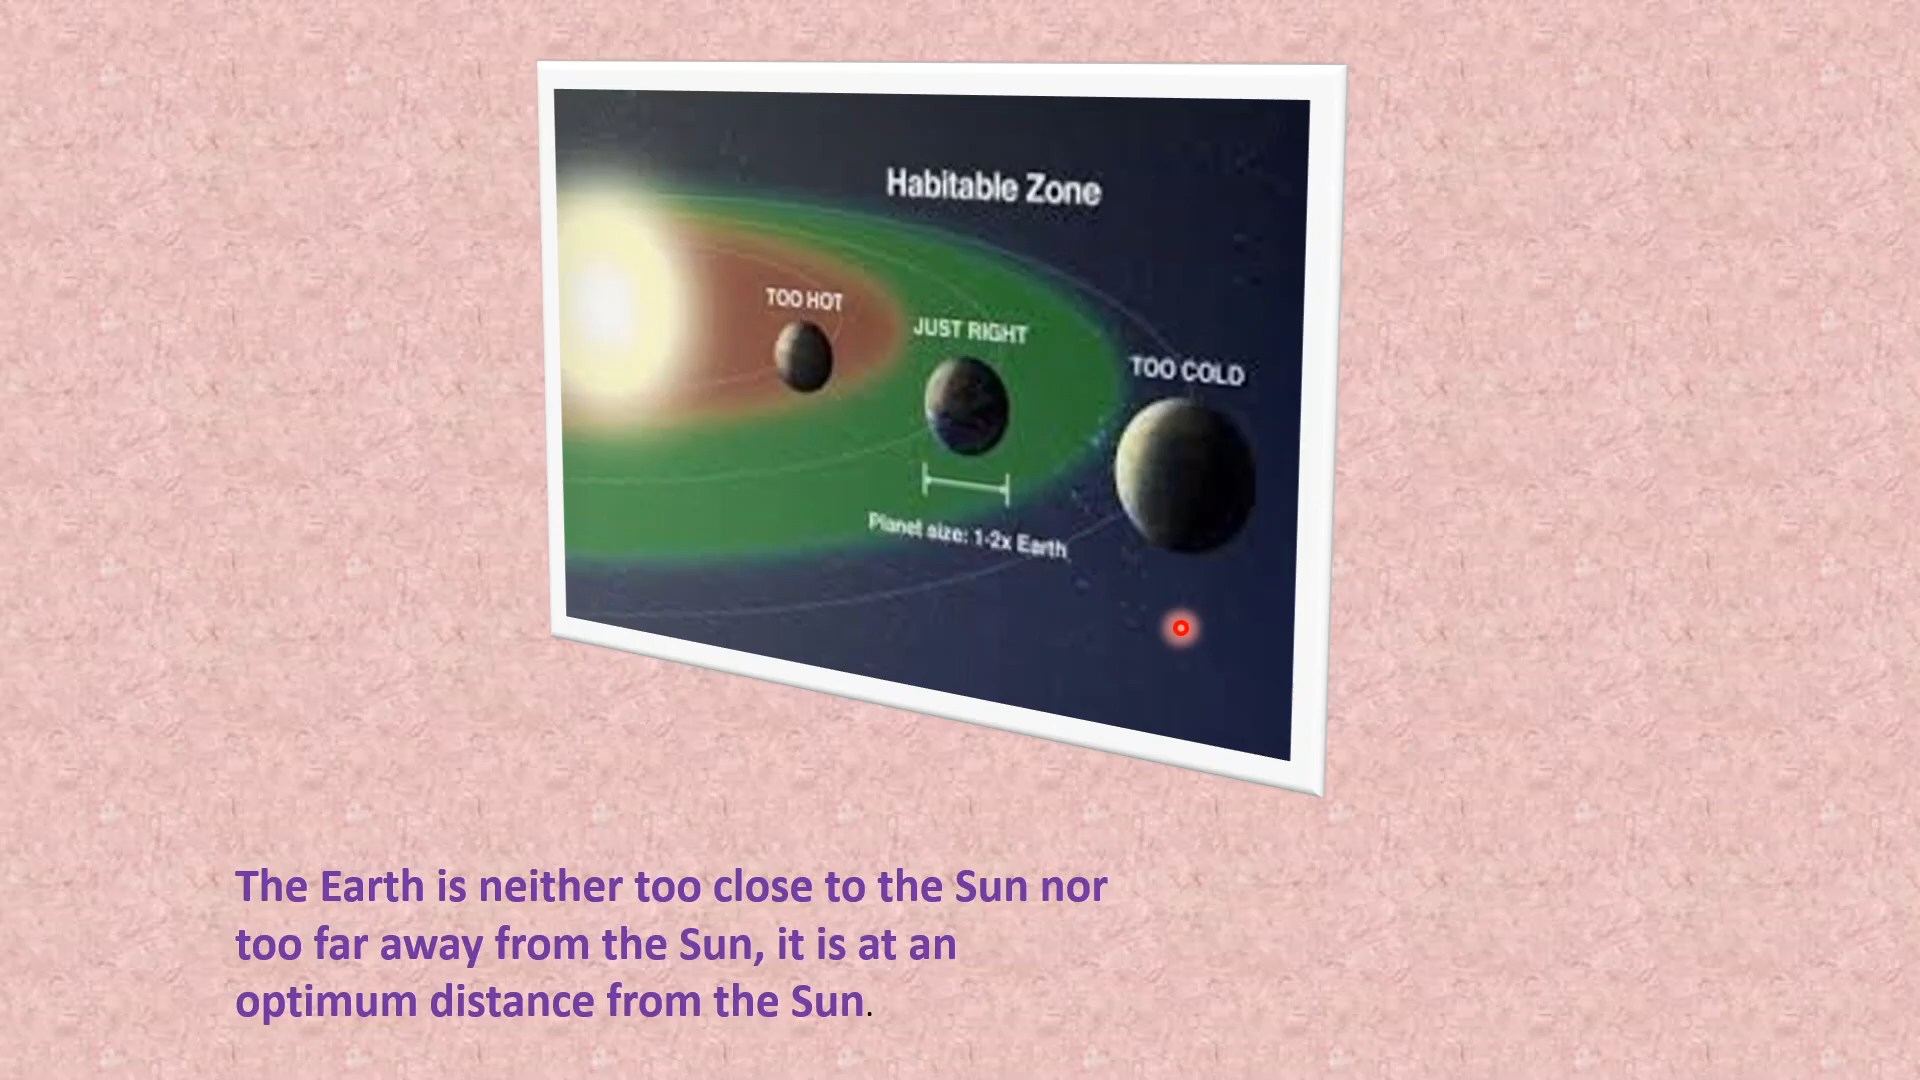 Habitable Zone
TOO HOT
JUST RIGHT
TOO COLD
Planet size: 1-2x Earth
The Earth is neither too close to the Sun nor
too far away from the Sun, it is at an
optimum distance from the Sun.